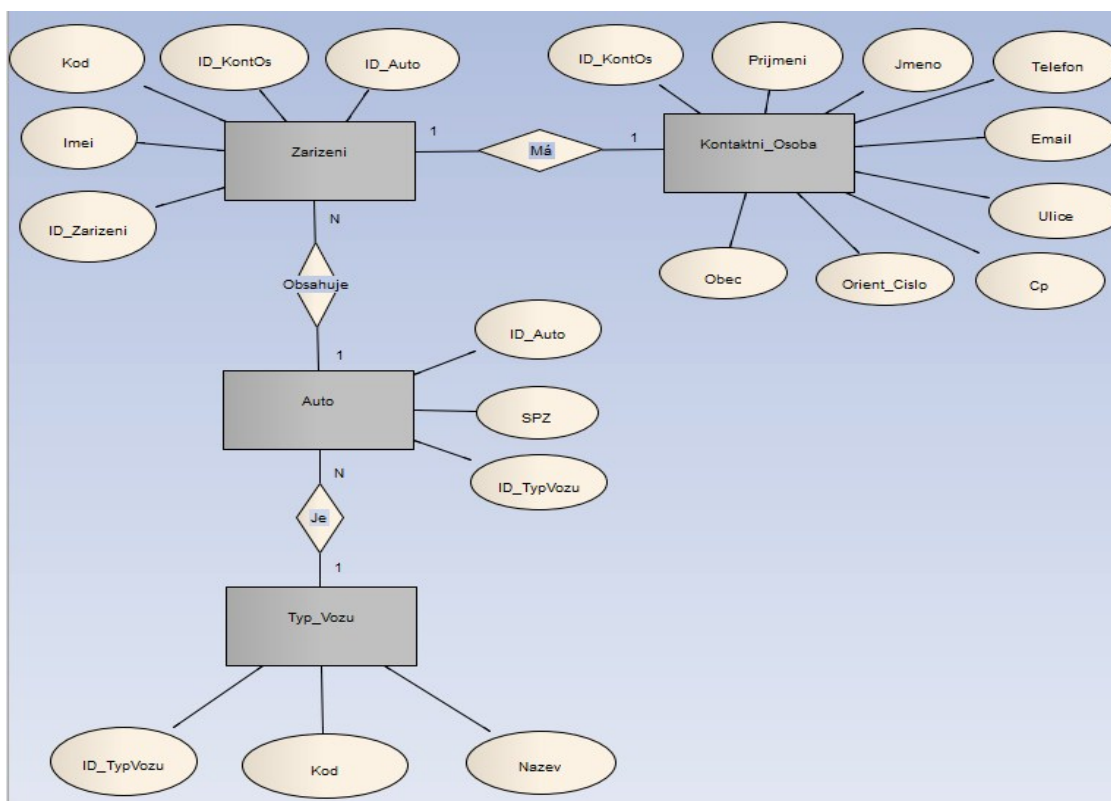 Kod
ID_KontOs
ID_Auto
Imei
ID_Zarizeni
Zarizeni
1
Má
1
ID_KontOs
Prijmeni
Jmeno
Telefon
Kontaktni_Osoba
Email
Ulice
Cp
Orient_Cislo
Obec
N
Obsahuje
1
Auto
ID_Auto
SPZ
ID_TypVozu
N
Je
1
Typ_Vozu
ID_TypVozu
Kod
Nazev